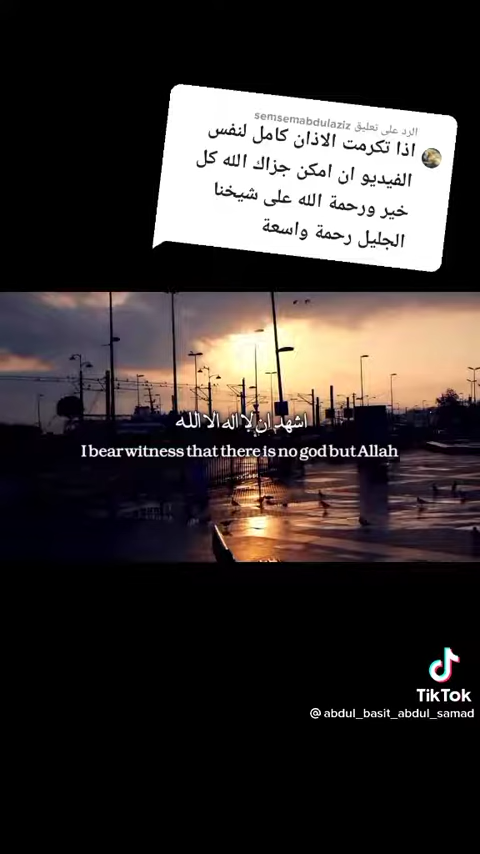 الرد على تعليق semsemabdulaziz
اذا تكرمت الاذان كامل لنفس
الفيديو ان امكن جزاك الله كل
خير ورحمة الله على شيخنا
الجليل رحمة واسعة
اشهد ان لا اله الا الله
I bear witness that there is no god but Allah
TikTok
@abdul_basit_abdul_samad